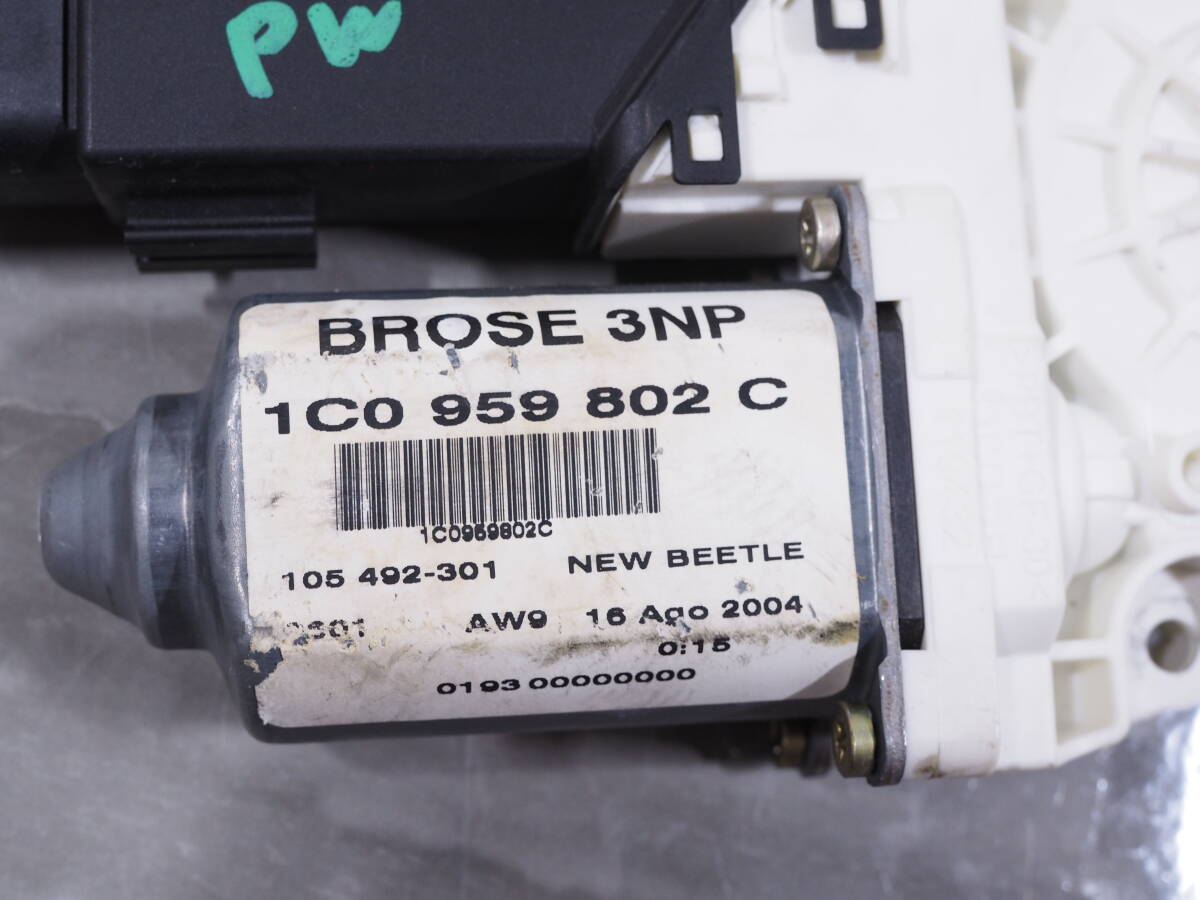 PW
BROSE 3NP
1C0 959 802 C
1C0959802C
105 492-301 NEW BEETLE
AW9 16 Ago 2004
0:15
0193 00000000